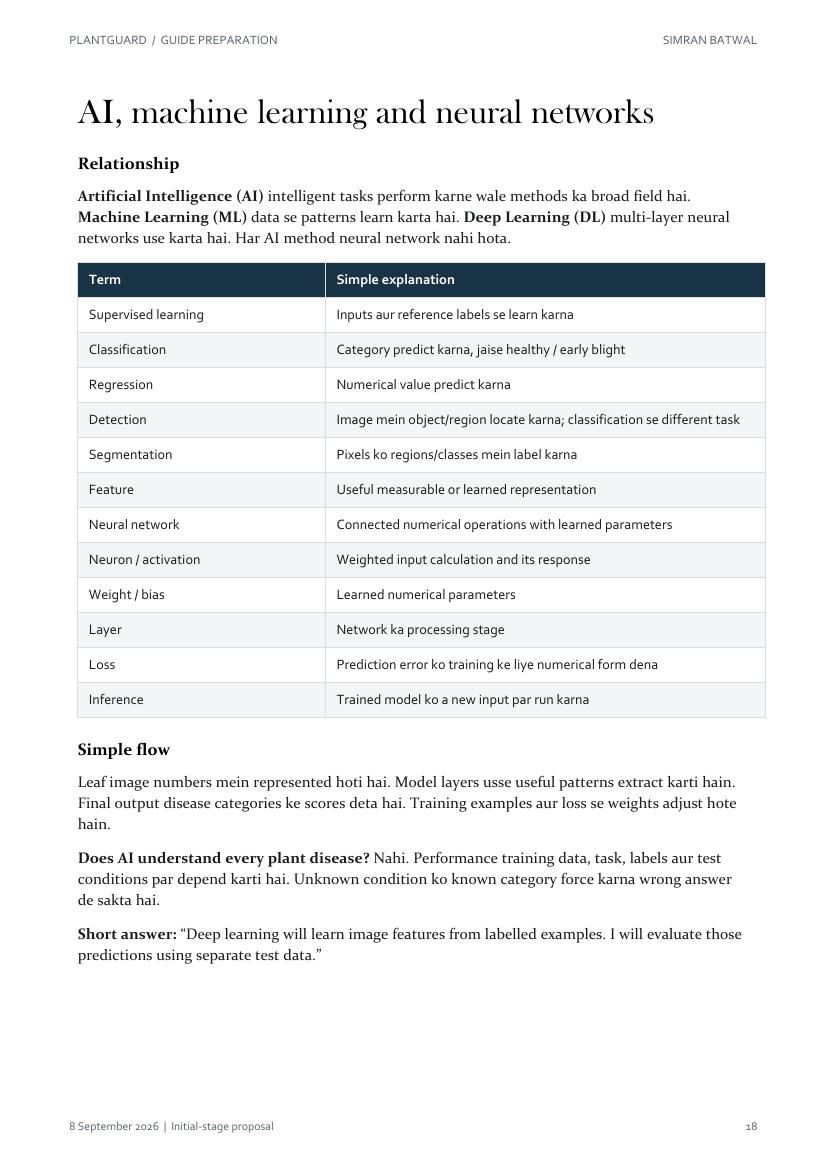 PLANTGUARD / GUIDE PREPARATION
SIMRAN BATWAL
AI, machine learning and neural networks
Relationship
Artificial Intelligence (AI) intelligent tasks perform karne wale methods ka broad field hai.
Machine Learning (ML) data se patterns learn karta hai. Deep Learning (DL) multi-layer neural
networks use karta hai. Har AI method neural network nahi hota.
Term
Simple explanation
Supervised learning
Inputs aur reference labels se learn karna
Classification
Category predict karna, jaise healthy / early blight
Regression
Numerical value predict karna
Detection
Image mein object/region locate karna; classification se different task
Segmentation
Pixels ko regions/classes mein label karna
Feature
Useful measurable or learned representation
Neural network
Connected numerical operations with learned parameters
Neuron / activation
Weighted input calculation and its response
Weight / bias
Learned numerical parameters
Layer
Network ka processing stage
Loss
Prediction error ko training ke liye numerical form dena
Inference
Trained model ko a new input par run karna
Simple flow
Leaf image numbers mein represented hoti hai. Model layers usse useful patterns extract karti hain.
Final output disease categories ke scores deta hai. Training examples aur loss se weights adjust hote
hain.
Does AI understand every plant disease? Nahi. Performance training data, task, labels aur test
conditions par depend karti hai. Unknown condition ko known category force karna wrong answer
de sakta hai.
Short answer: “Deep learning will learn image features from labelled examples. I will evaluate those
predictions using separate test data.”
8 September 2026 | Initial-stage proposal
18